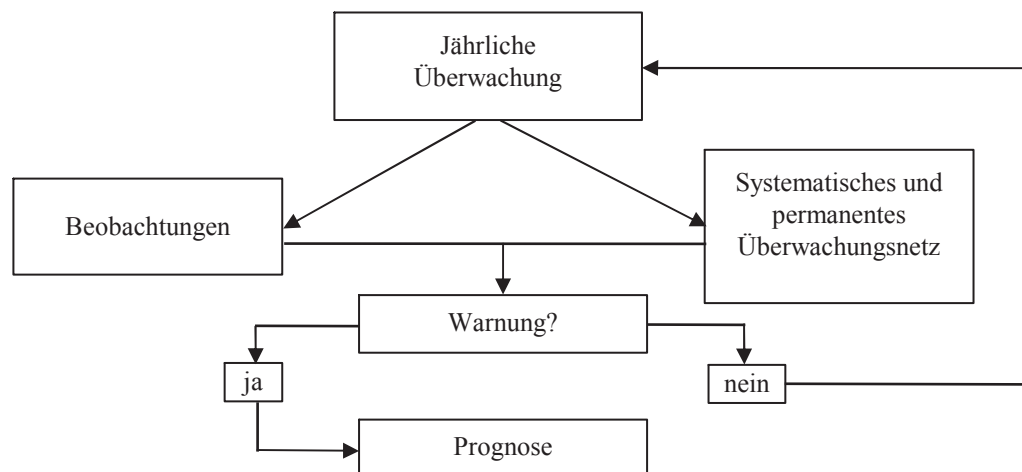 Jährliche
Überwachung
Beobachtungen
Systematisches und
permanentes
Überwachungsnetz
Warnung?
ja
nein
Prognose